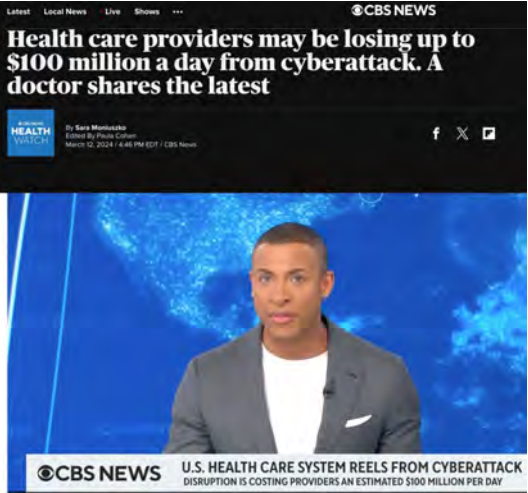 Latest Local News Live Shows •••
CBS NEWS
Health care providers may be losing up to
$100 million a day from cyberattack. A
doctor shares the latest
CBS NEWS
HEALTH
WATCH
By Sara Moniuszko
Edited By Paula Cohen
March 12, 2024 / 4:46 PM EDT / CBS News
CBS NEWS
U.S. HEALTH CARE SYSTEM REELS FROM CYBERATTACK
DISRUPTION IS COSTING PROVIDERS AN ESTIMATED $100 MILLION PER DAY